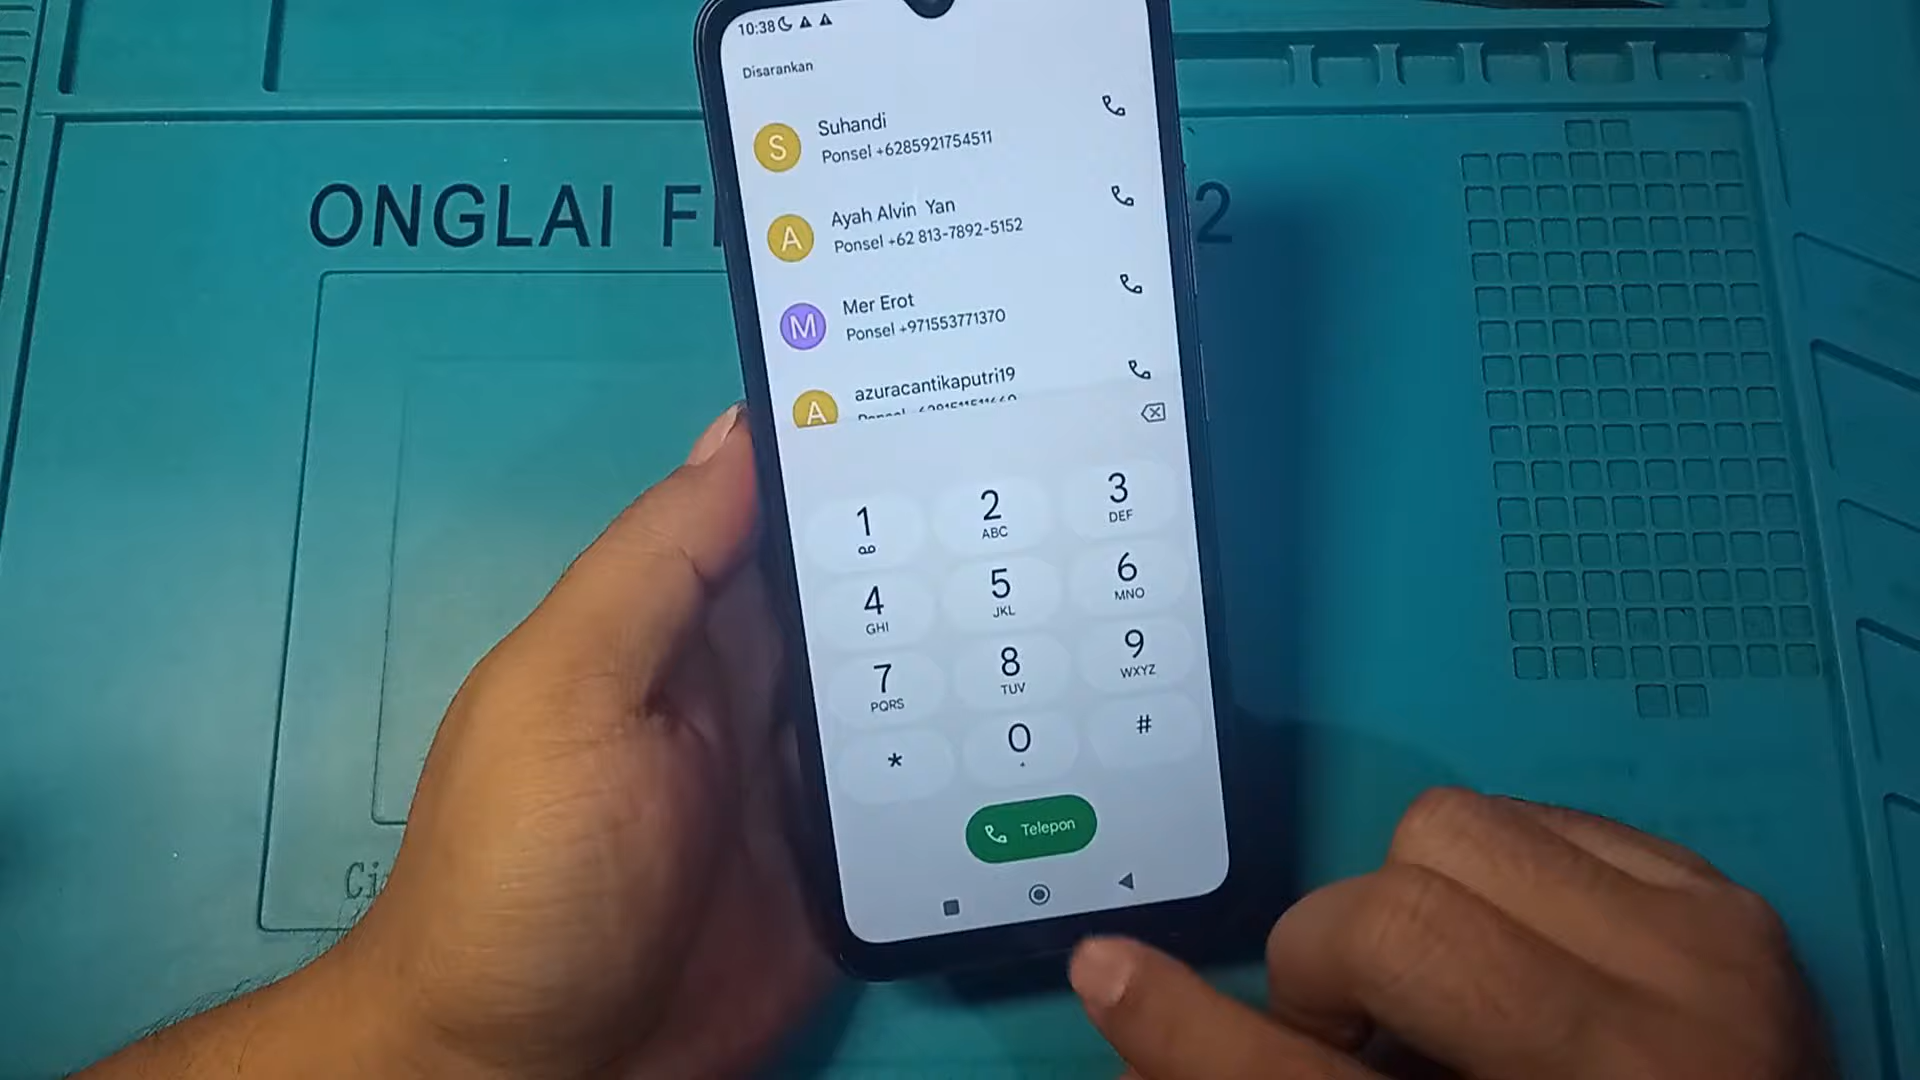 10:38
Disarankan
S
Suhandi
Ponsel +6285921754511
A
Ayah Alvin Yan
Ponsel +62 813-7892-5152
M
Mer Erot
Ponsel +971553771370
A
azuracantikaputri19
Ponsel
1
2 ABC
3 DEF
4 GHI
5 JKL
6 MNO
7 PQRS
8 TUV
9 WXYZ
*
0
#
Telepon
ONGLAI F
2